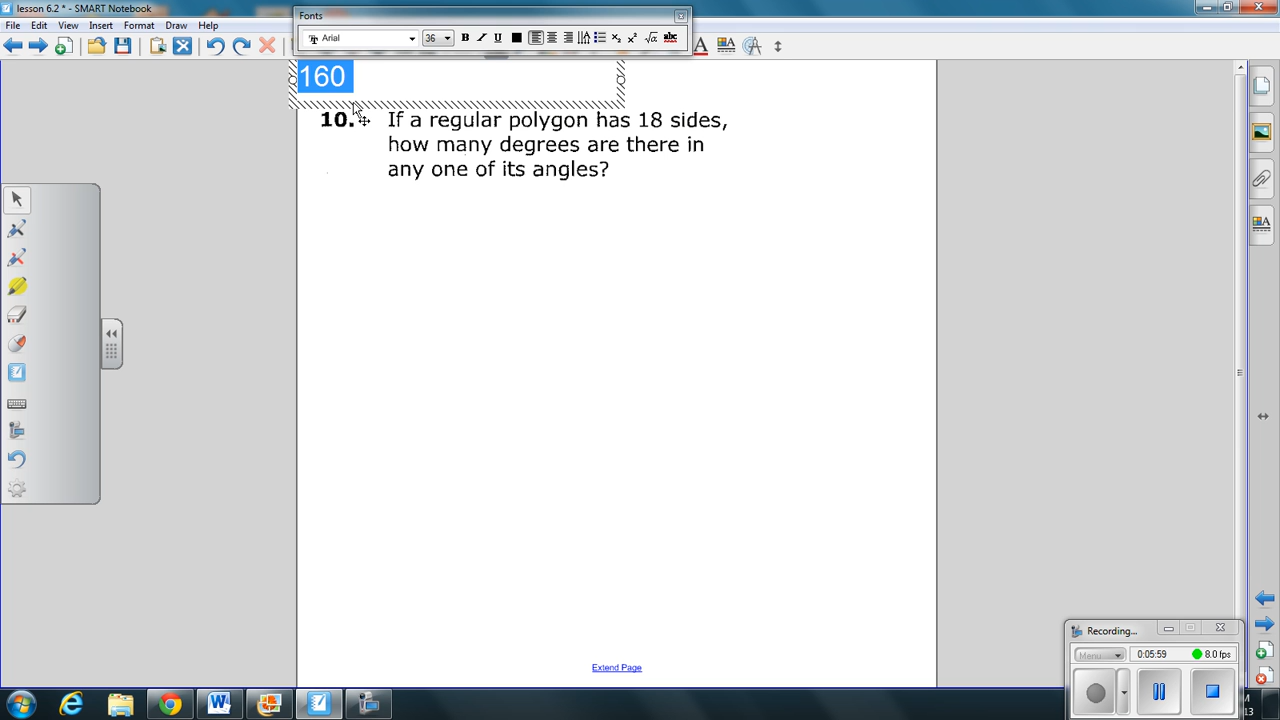 lesson 6.2 * - SMART Notebook
Fonts
File Edit View Insert Format Draw Help
Arial 36 B I U
160
10. If a regular polygon has 18 sides,
how many degrees are there in
any one of its angles?
Extend Page
Recording...
Menu 0:05:59 8.0 fps
M
13